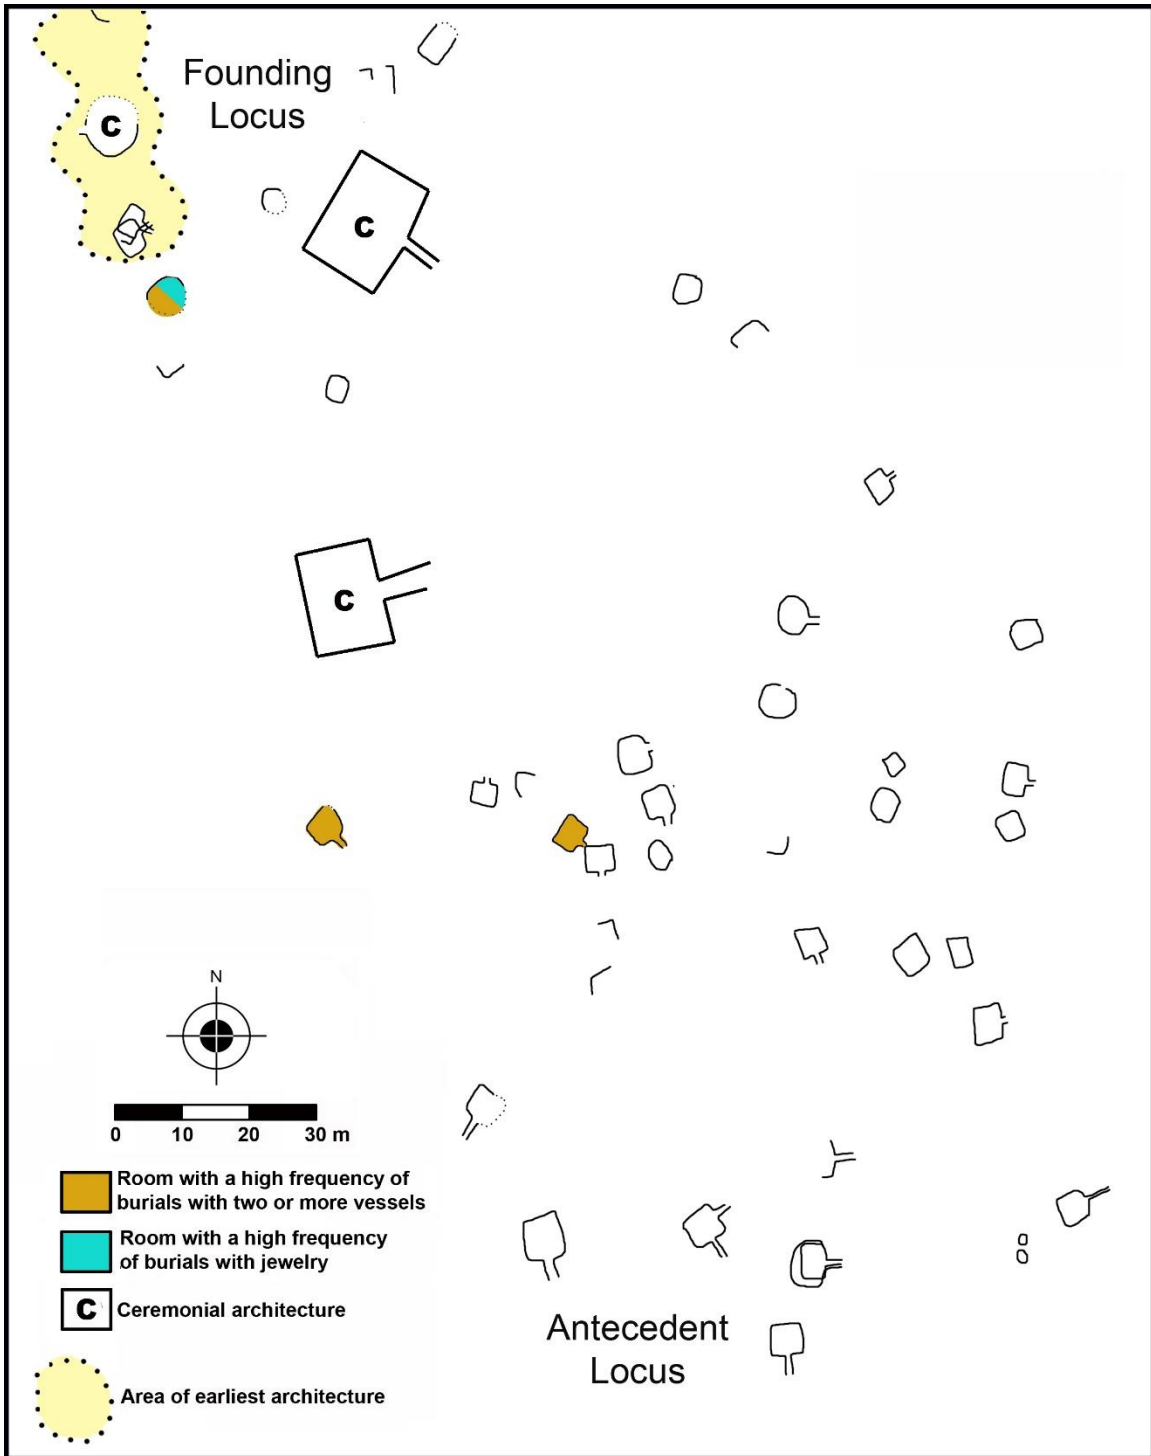 Founding
Locus
C
C
C
N
0 10 20 30 m
Room with a high frequency of
burials with two or more vessels
Room with a high frequency
of burials with jewelry
C Ceremonial architecture
Area of earliest architecture
Antecedent
Locus